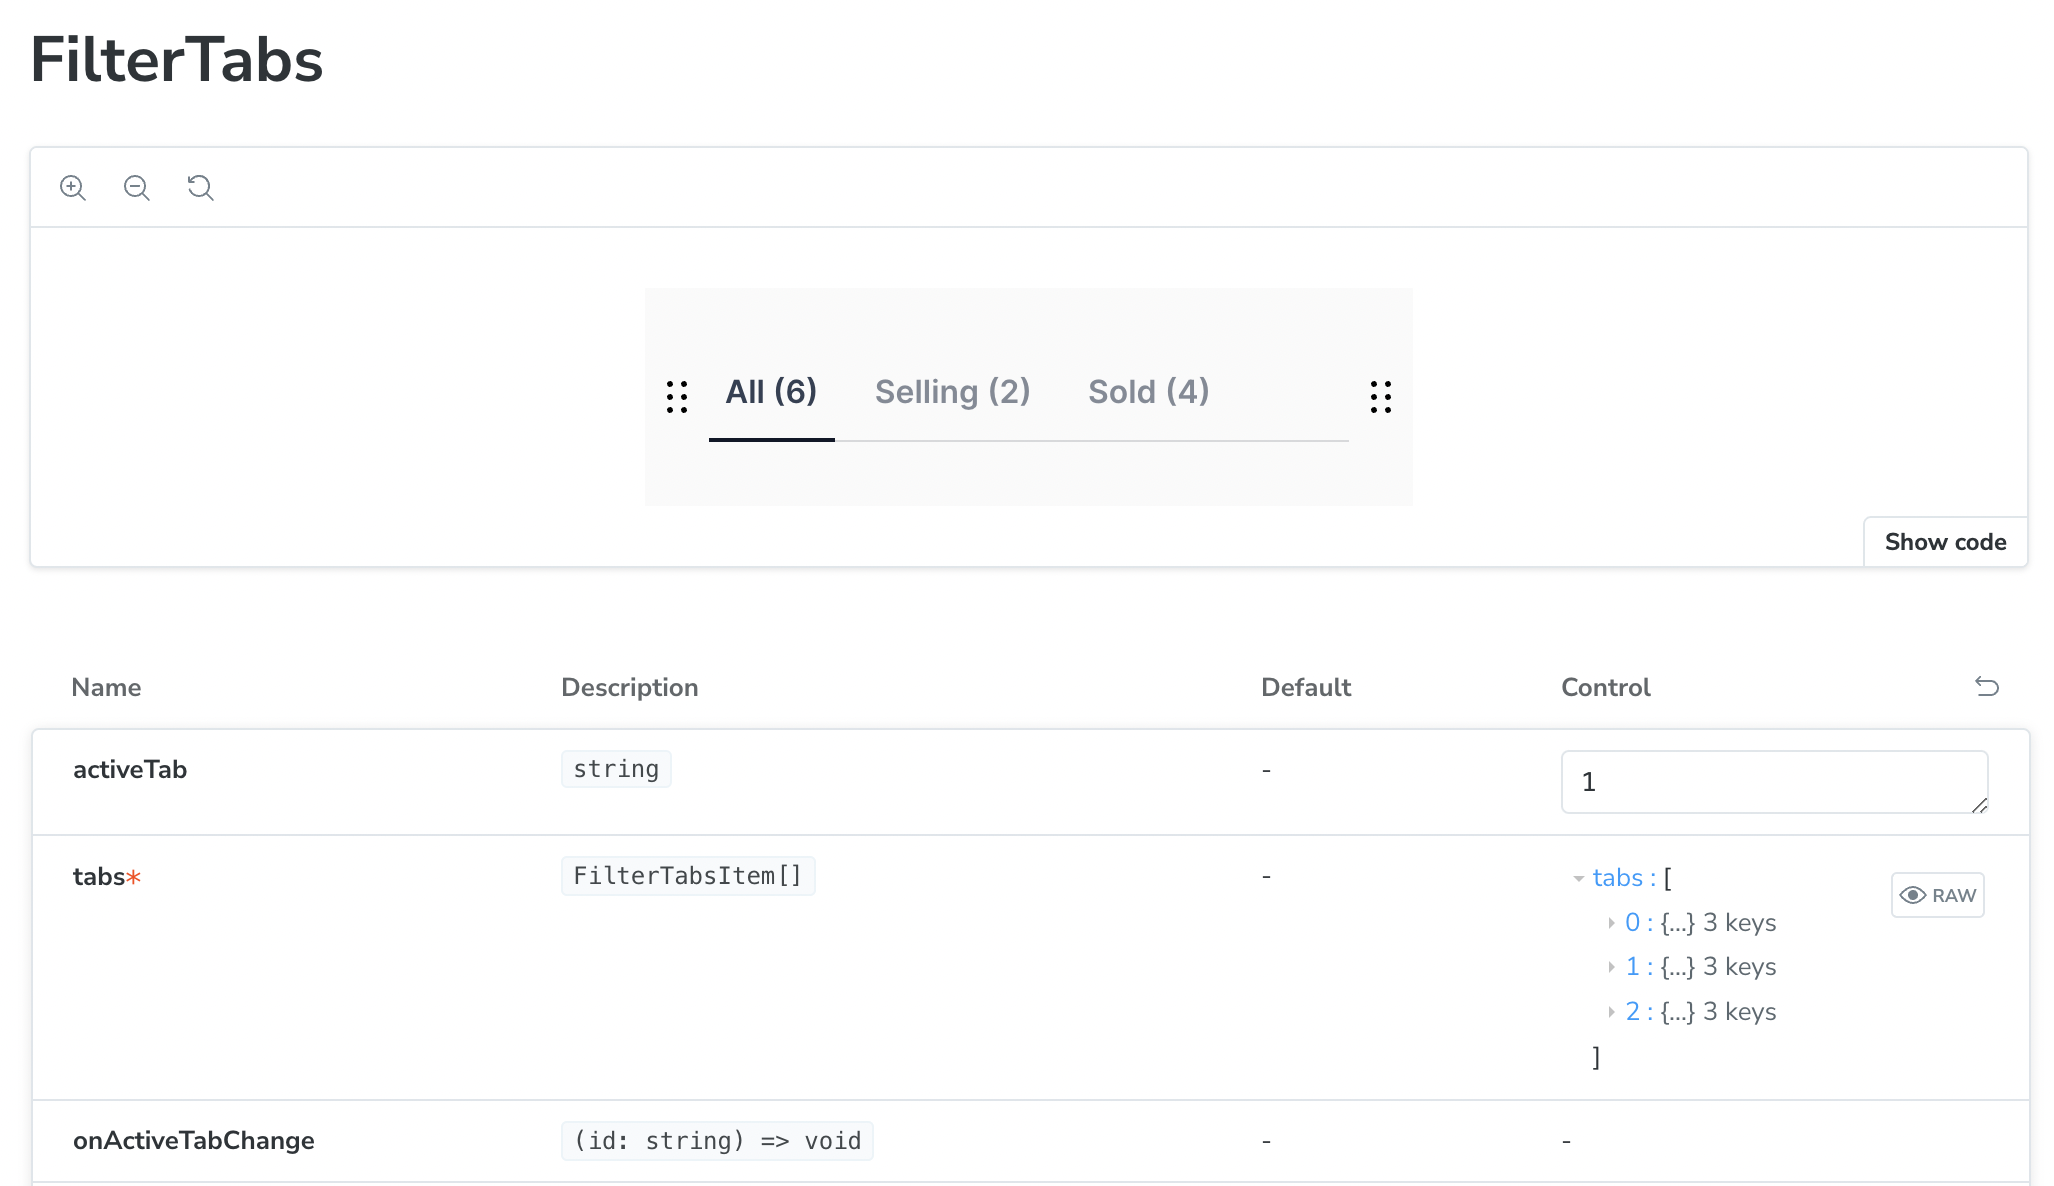 FilterTabs
All (6) Selling (2) Sold (4)
Show code
Name Description Default Control
activeTab string - 1
tabs* FilterTabsItem[] - tabs : [
RAW
0 : {...} 3 keys
1 : {...} 3 keys
2 : {...} 3 keys
]
onActiveTabChange (id: string) => void - -